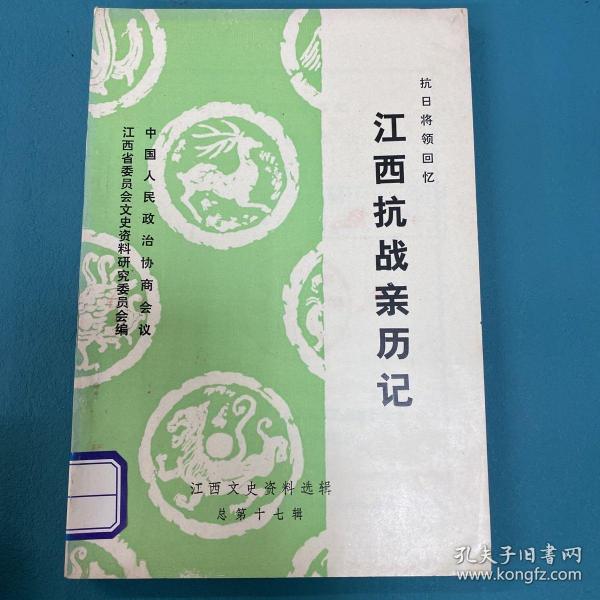 抗日将领回忆
江西抗战亲历记
中国人民政治协商会议
江西省委员会文史资料研究委员会编
江西文史资料选辑
总第十七辑
孔夫子旧书网
www.kongfz.com